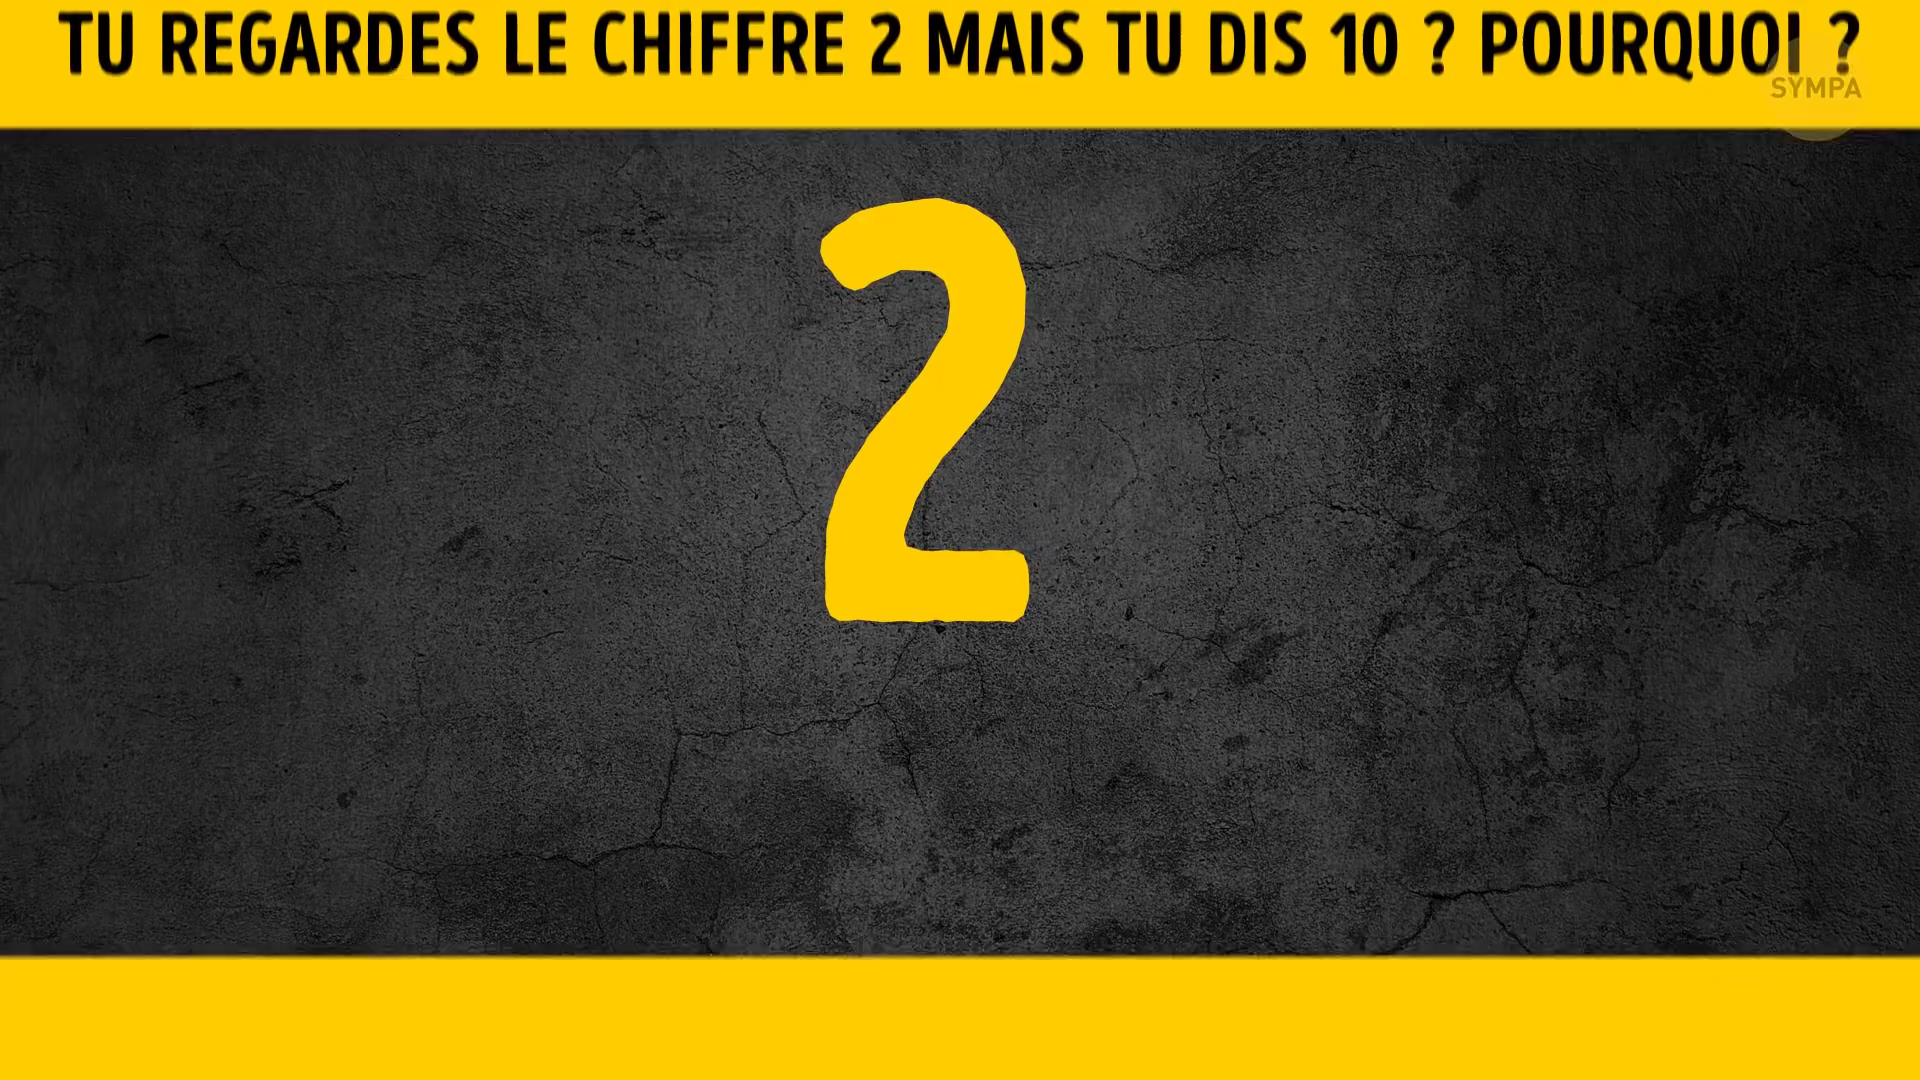 TU REGARDES LE CHIFFRE 2 MAIS TU DIS 10 ? POURQUOI ?
SYMPA
2